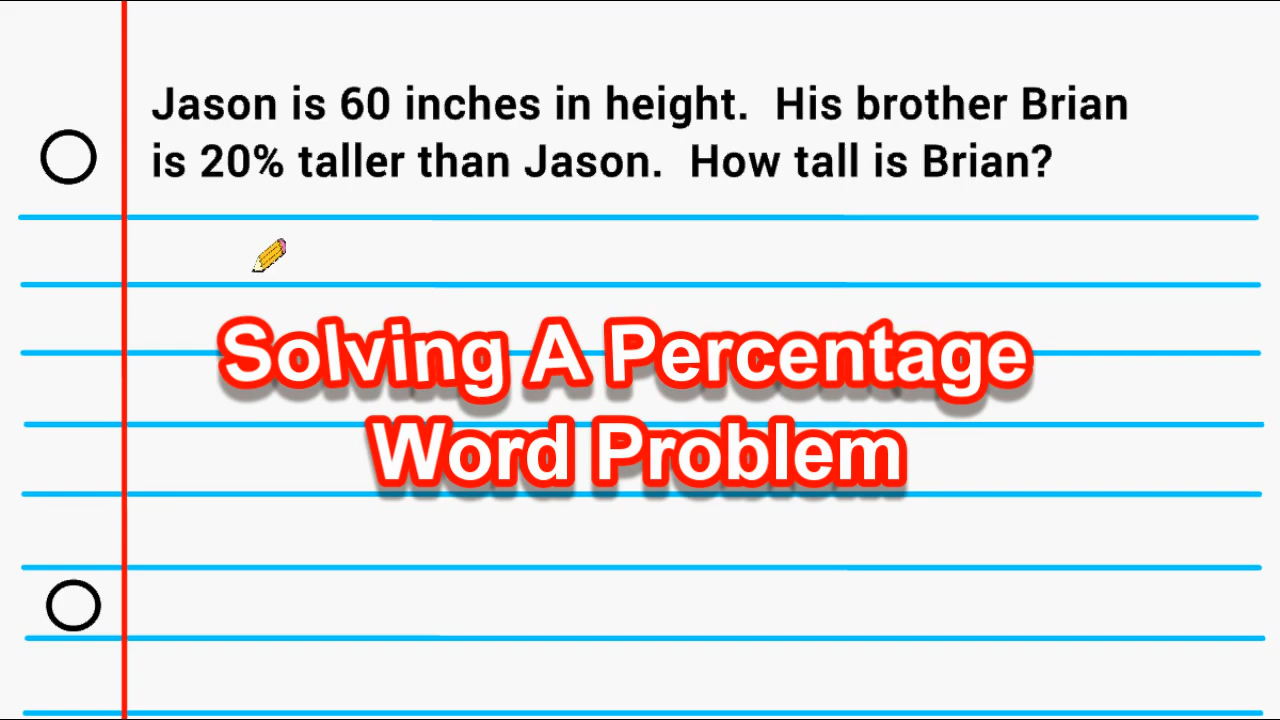 Jason is 60 inches in height.  His brother Brian
is 20% taller than Jason.  How tall is Brian?
Solving A Percentage
Word Problem